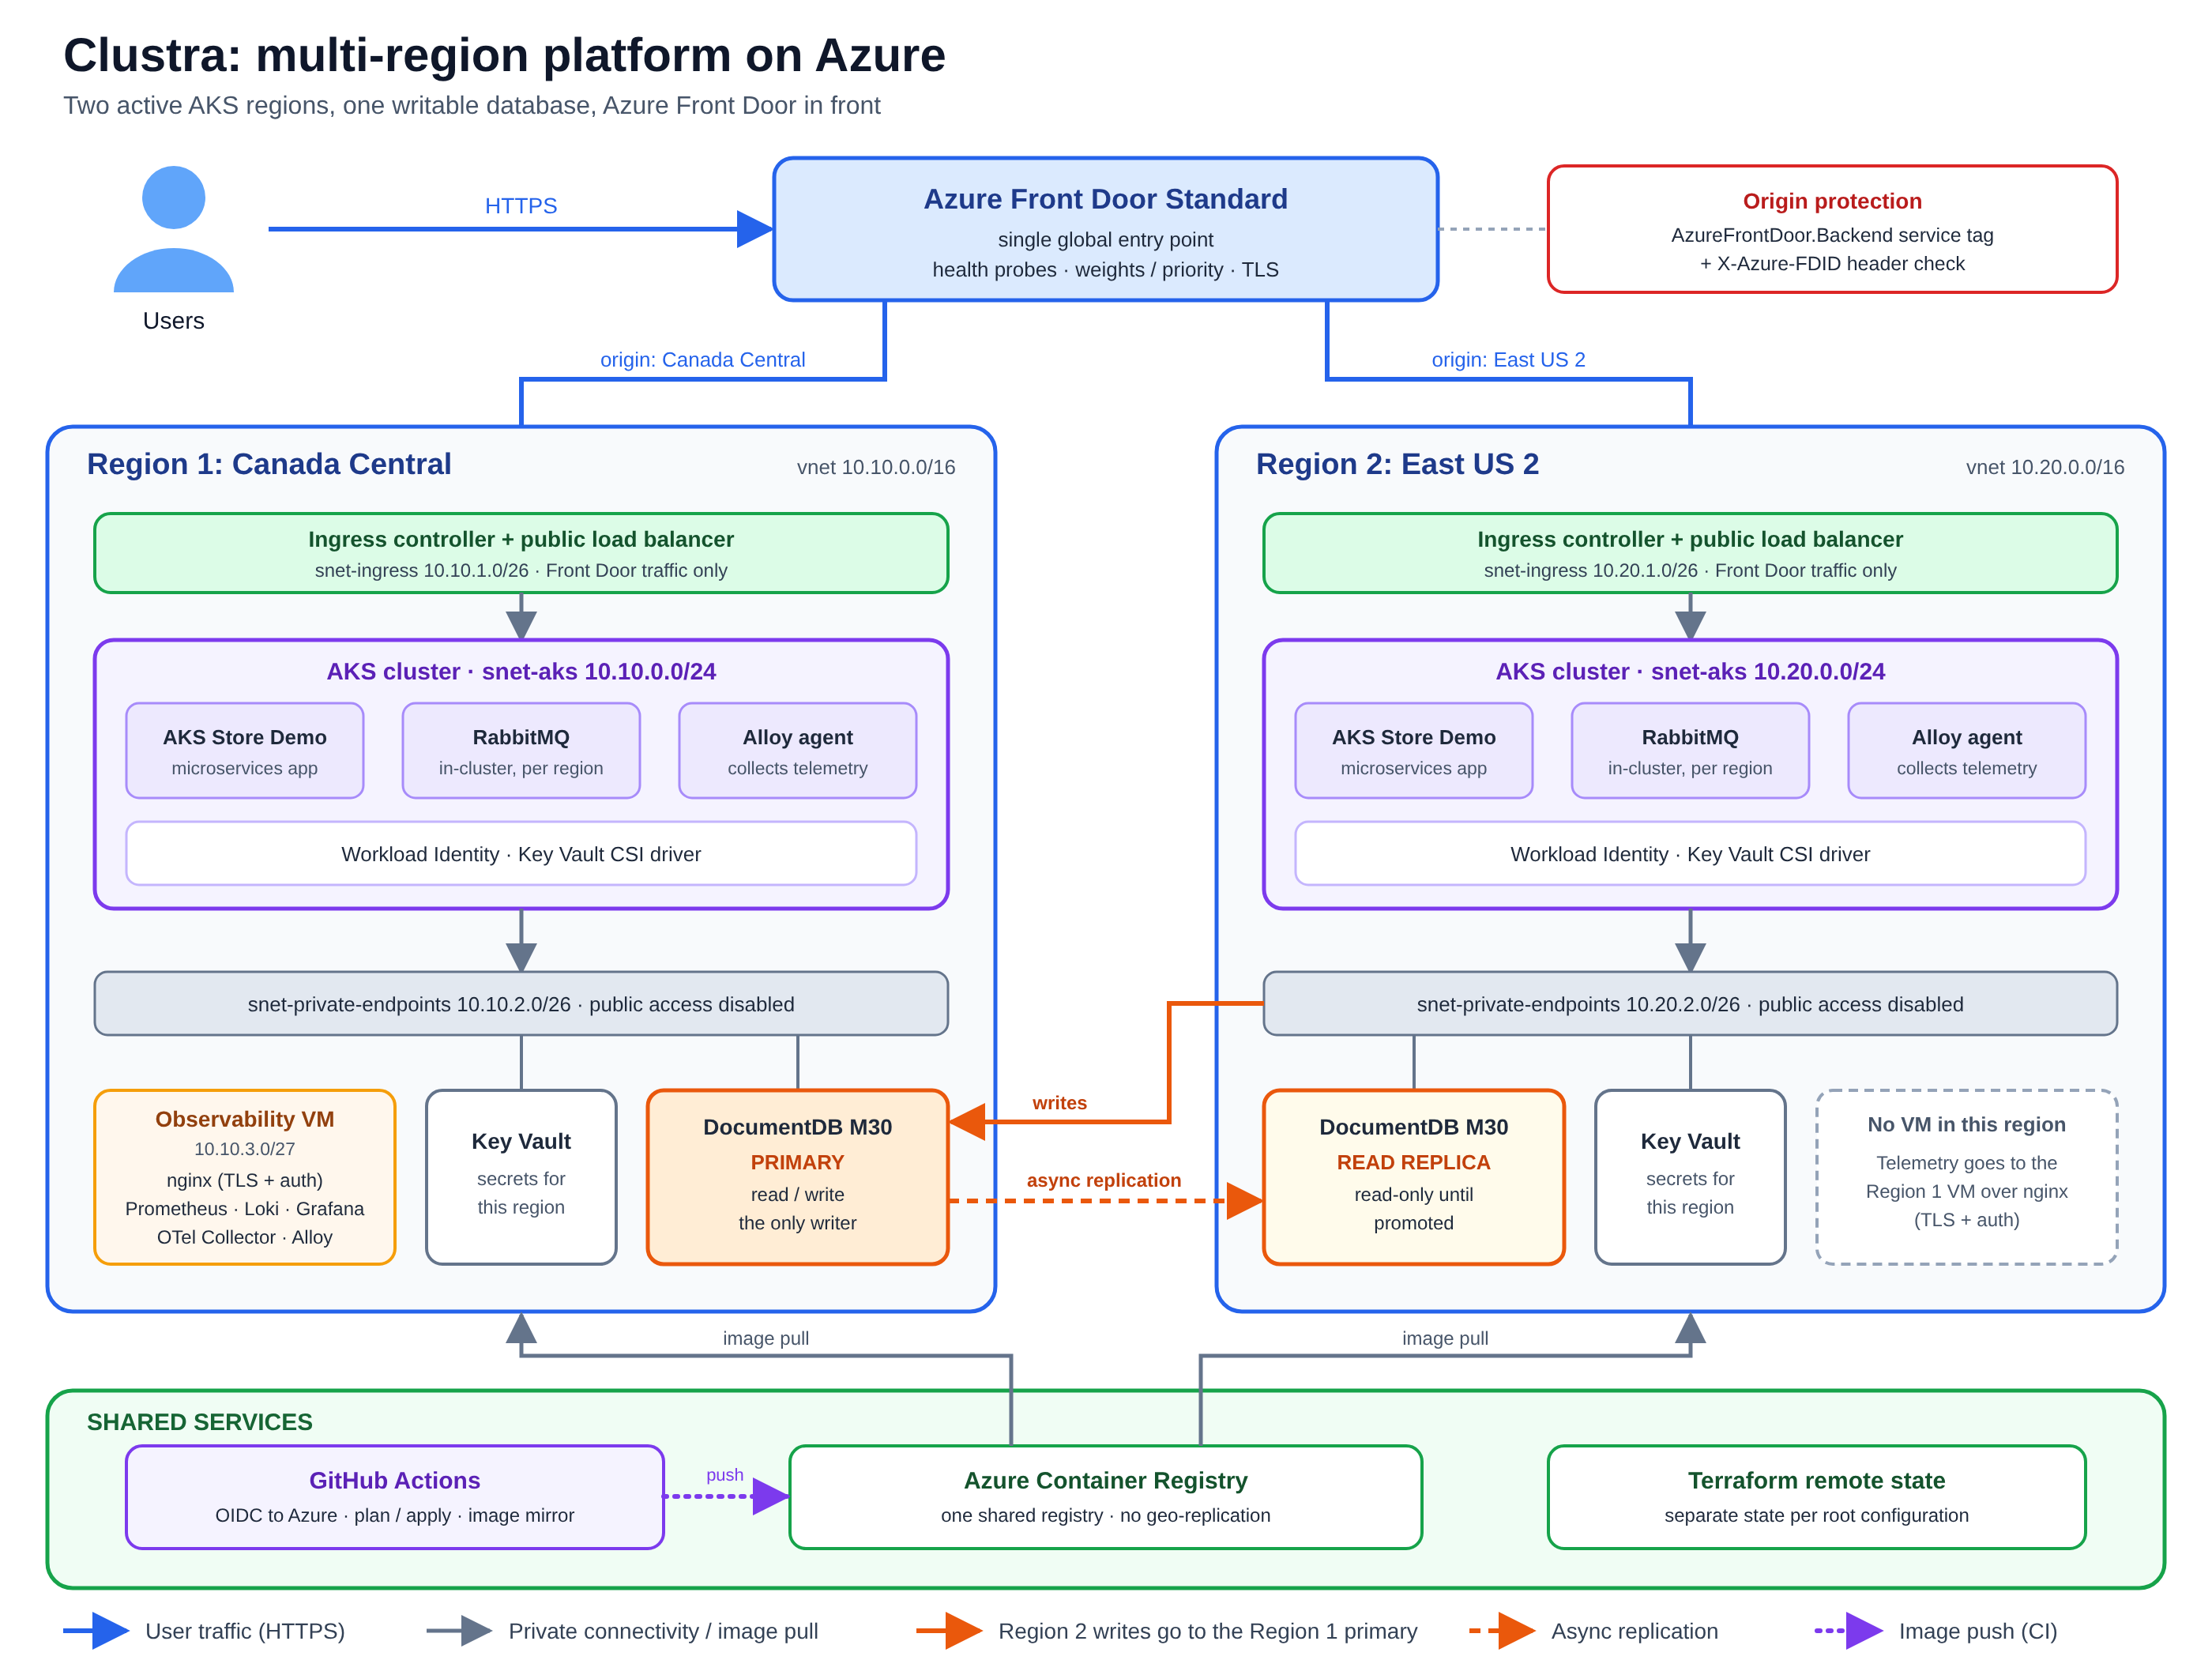 Clustra: multi-region platform on Azure
Two active AKS regions, one writable database, Azure Front Door in front
Users
HTTPS
Azure Front Door Standard
single global entry point
health probes · weights / priority · TLS
Origin protection
AzureFrontDoor.Backend service tag
+ X-Azure-FDID header check
origin: Canada Central
origin: East US 2
Region 1: Canada Central
vnet 10.10.0.0/16
Ingress controller + public load balancer
snet-ingress 10.10.1.0/26 · Front Door traffic only
AKS cluster · snet-aks 10.10.0.0/24
AKS Store Demo
microservices app
RabbitMQ
in-cluster, per region
Alloy agent
collects telemetry
Workload Identity · Key Vault CSI driver
snet-private-endpoints 10.10.2.0/26 · public access disabled
Observability VM
10.10.3.0/27
nginx (TLS + auth)
Prometheus · Loki · Grafana
OTel Collector · Alloy
Key Vault
secrets for
this region
DocumentDB M30
PRIMARY
read / write
the only writer
writes
async replication
Region 2: East US 2
vnet 10.20.0.0/16
Ingress controller + public load balancer
snet-ingress 10.20.1.0/26 · Front Door traffic only
AKS cluster · snet-aks 10.20.0.0/24
AKS Store Demo
microservices app
RabbitMQ
in-cluster, per region
Alloy agent
collects telemetry
Workload Identity · Key Vault CSI driver
snet-private-endpoints 10.20.2.0/26 · public access disabled
DocumentDB M30
READ REPLICA
read-only until
promoted
Key Vault
secrets for
this region
No VM in this region
Telemetry goes to the
Region 1 VM over nginx
(TLS + auth)
image pull
image pull
SHARED SERVICES
GitHub Actions
OIDC to Azure · plan / apply · image mirror
push
Azure Container Registry
one shared registry · no geo-replication
Terraform remote state
separate state per root configuration
User traffic (HTTPS)
Private connectivity / image pull
Region 2 writes go to the Region 1 primary
Async replication
Image push (CI)